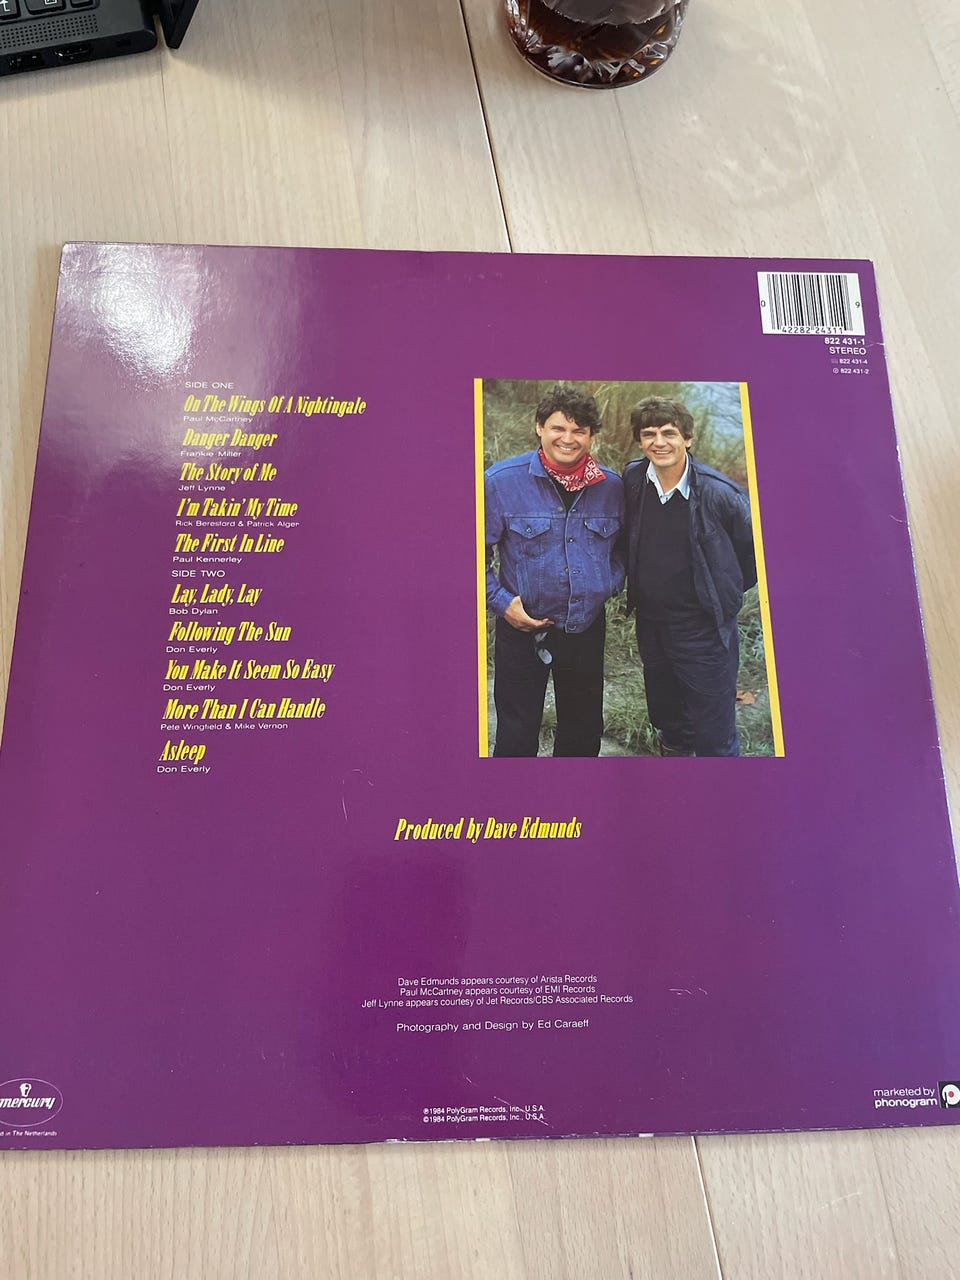 0 42282 24311 9
822 431-1
STEREO
822 431-4
822 431-2
SIDE ONE
On The Wings Of A Nightingale
Paul McCartney
Danger Danger
Frankie Miller
The Story of Me
Jeff Lynne
I'm Takin' My Time
Rick Beresford & Patrick Alger
The First In Line
Paul Kennerley
SIDE TWO
Lay, Lady, Lay
Bob Dylan
Following The Sun
Don Everly
You Make It Seem So Easy
Don Everly
More Than I Can Handle
Pete Wingfield & Mike Vernon
Asleep
Don Everly
Produced by Dave Edmunds
Dave Edmunds appears courtesy of Arista Records
Paul McCartney appears courtesy of EMI Records
Jeff Lynne appears courtesy of Jet Records/CBS Associated Records
Photography and Design by Ed Caraeff
mercury
in The Netherlands
℗1984 PolyGram Records, Inc., U.S.A.
©1984 PolyGram Records, Inc., U.S.A.
marketed by
phonogram